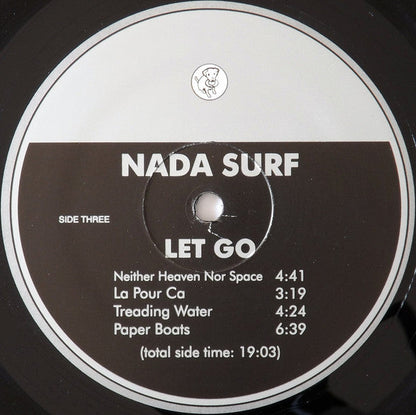 NADA SURF
SIDE THREE
LET GO
Neither Heaven Nor Space 4:41
La Pour Ca 3:19
Treading Water 4:24
Paper Boats 6:39
(total side time: 19:03)